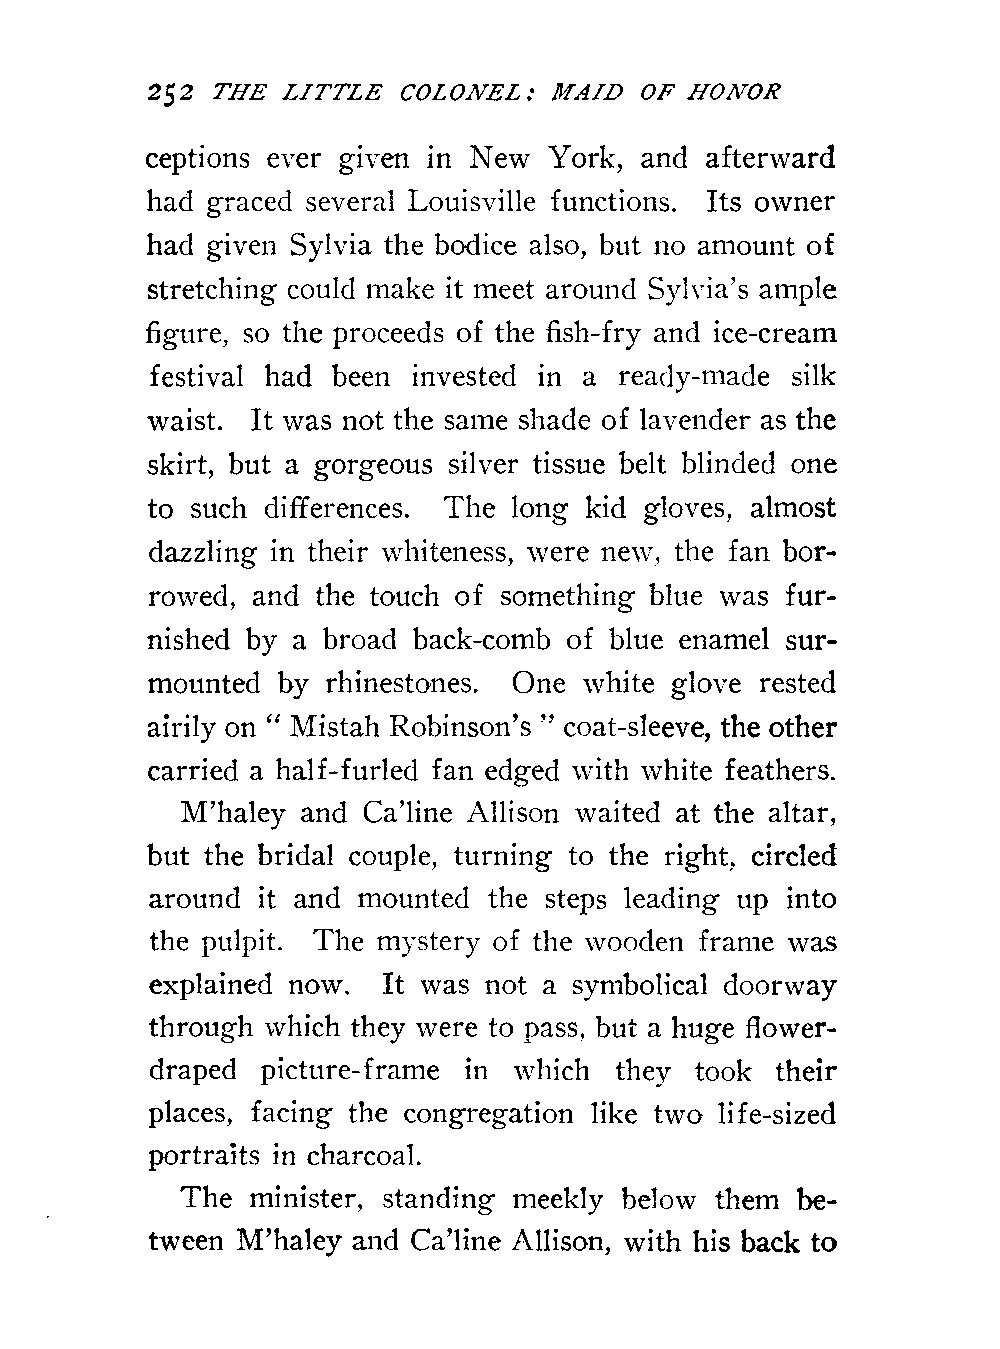 252 THE LITTLE COLONEL: MAID OF HONOR
ceptions ever given in New York, and afterward
had graced several Louisville functions. Its owner
had given Sylvia the bodice also, but no amount of
stretching could make it meet around Sylvia's ample
figure, so the proceeds of the fish-fry and ice-cream
festival had been invested in a ready-made silk
waist. It was not the same shade of lavender as the
skirt, but a gorgeous silver tissue belt blinded one
to such differences. The long kid gloves, almost
dazzling in their whiteness, were new, the fan bor-
rowed, and the touch of something blue was fur-
nished by a broad back-comb of blue enamel sur-
mounted by rhinestones. One white glove rested
airily on " Mistah Robinson's " coat-sleeve, the other
carried a half-furled fan edged with white feathers.
M'haley and Ca'line Allison waited at the altar,
but the bridal couple, turning to the right, circled
around it and mounted the steps leading up into
the pulpit. The mystery of the wooden frame was
explained now. It was not a symbolical doorway
through which they were to pass, but a huge flower-
draped picture-frame in which they took their
places, facing the congregation like two life-sized
portraits in charcoal.
The minister, standing meekly below them be-
tween M'haley and Ca'line Allison, with his back to